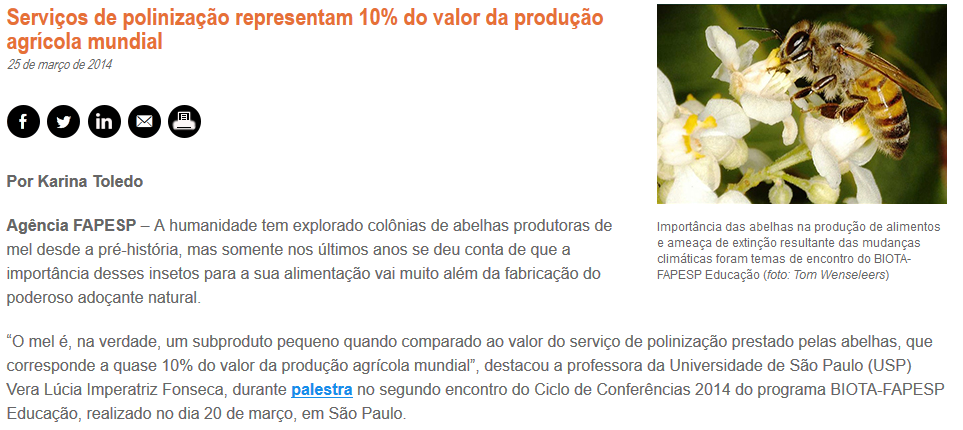 Serviços de polinização representam 10% do valor da produção
agrícola mundial
25 de março de 2014
Por Karina Toledo
Agência FAPESP – A humanidade tem explorado colônias de abelhas produtoras de
mel desde a pré-história, mas somente nos últimos anos se deu conta de que a
importância desses insetos para a sua alimentação vai muito além da fabricação do
poderoso adoçante natural.
Importância das abelhas na produção de alimentos
e ameaça de extinção resultante das mudanças
climáticas foram temas de encontro do BIOTA-
FAPESP Educação (foto: Tom Wenseleers)
“O mel é, na verdade, um subproduto pequeno quando comparado ao valor do serviço de polinização prestado pelas abelhas, que
corresponde a quase 10% do valor da produção agrícola mundial”, destacou a professora da Universidade de São Paulo (USP)
Vera Lúcia Imperatriz Fonseca, durante palestra no segundo encontro do Ciclo de Conferências 2014 do programa BIOTA-FAPESP
Educação, realizado no dia 20 de março, em São Paulo.